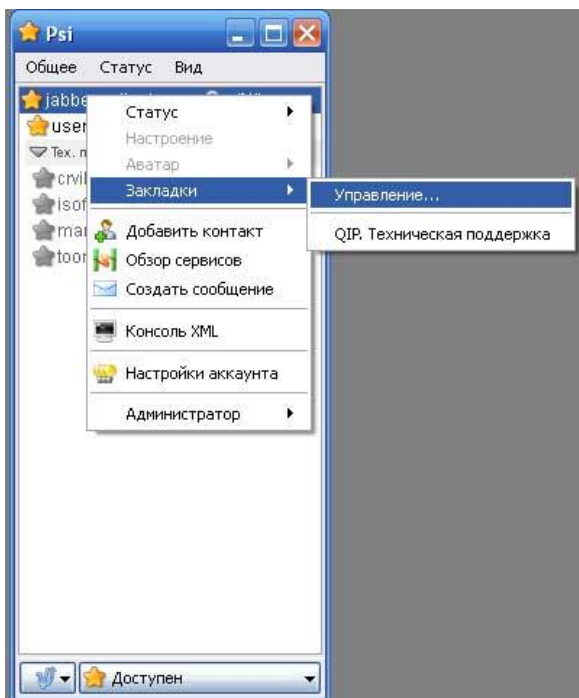 Psi
Общее Статус Вид
Статус
Настроение
Аватар
Закладки
Управление...
QIP. Техническая поддержка
Добавить контакт
Обзор сервисов
Создать сообщение
Консоль XML
Настройки аккаунта
Администратор
Тех.
Доступен